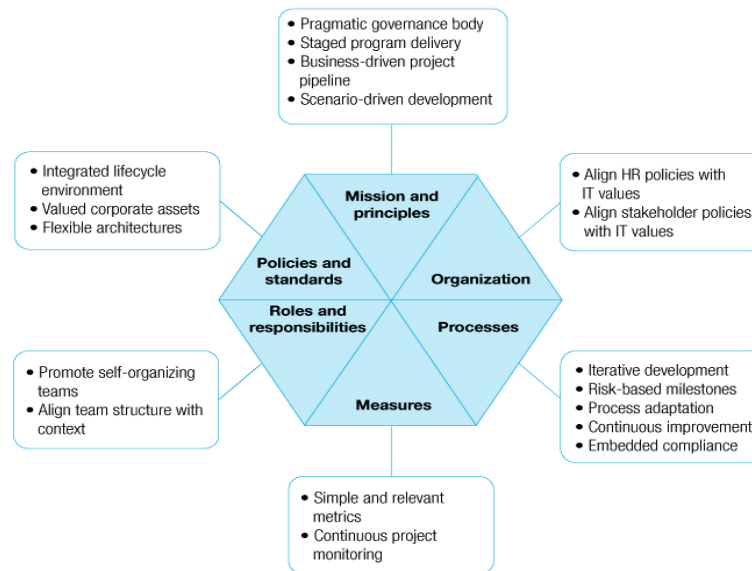 • Pragmatic governance body
• Staged program delivery
• Business-driven project
pipeline
• Scenario-driven development
• Integrated lifecycle
environment
• Valued corporate assets
• Flexible architectures
Mission and
principles
• Align HR policies with
IT values
• Align stakeholder policies
with IT values
Policies and
standards
Organization
Roles and
responsibilities
Processes
• Promote self-organizing
teams
• Align team structure with
context
Measures
• Iterative development
• Risk-based milestones
• Process adaptation
• Continuous improvement
• Embedded compliance
• Simple and relevant
metrics
• Continuous project
monitoring